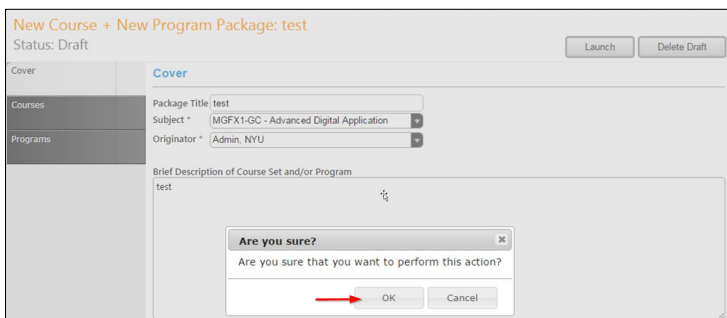 New Course + New Program Package: test
Status: Draft
Launch
Delete Draft
Cover
Courses
Programs
Cover
Package Title test
Subject * MGFX1-GC - Advanced Digital Application
Originator * Admin, NYU
Brief Description of Course Set and/or Program
test
Are you sure?
Are you sure that you want to perform this action?
OK
Cancel